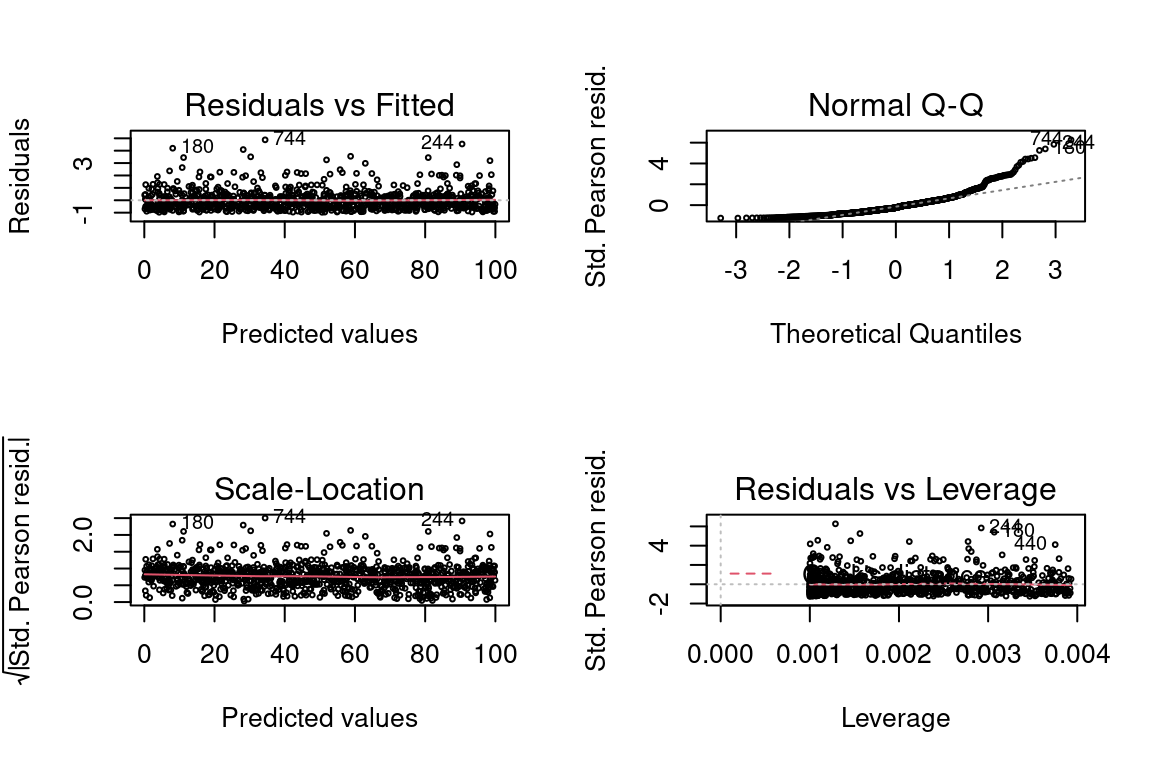 Residuals vs Fitted
Residuals
-1 3
180 744 244
0 20 40 60 80 100
Predicted values
Normal Q-Q
Std. Pearson resid.
0 4
744 244
180
-3 -2 -1 0 1 2 3
Theoretical Quantiles
Scale-Location
√|Std. Pearson resid.|
0.0 2.0
180 744 244
0 20 40 60 80 100
Predicted values
Residuals vs Leverage
Std. Pearson resid.
-2 4
244 180
440
0.000 0.001 0.002 0.003 0.004
Leverage